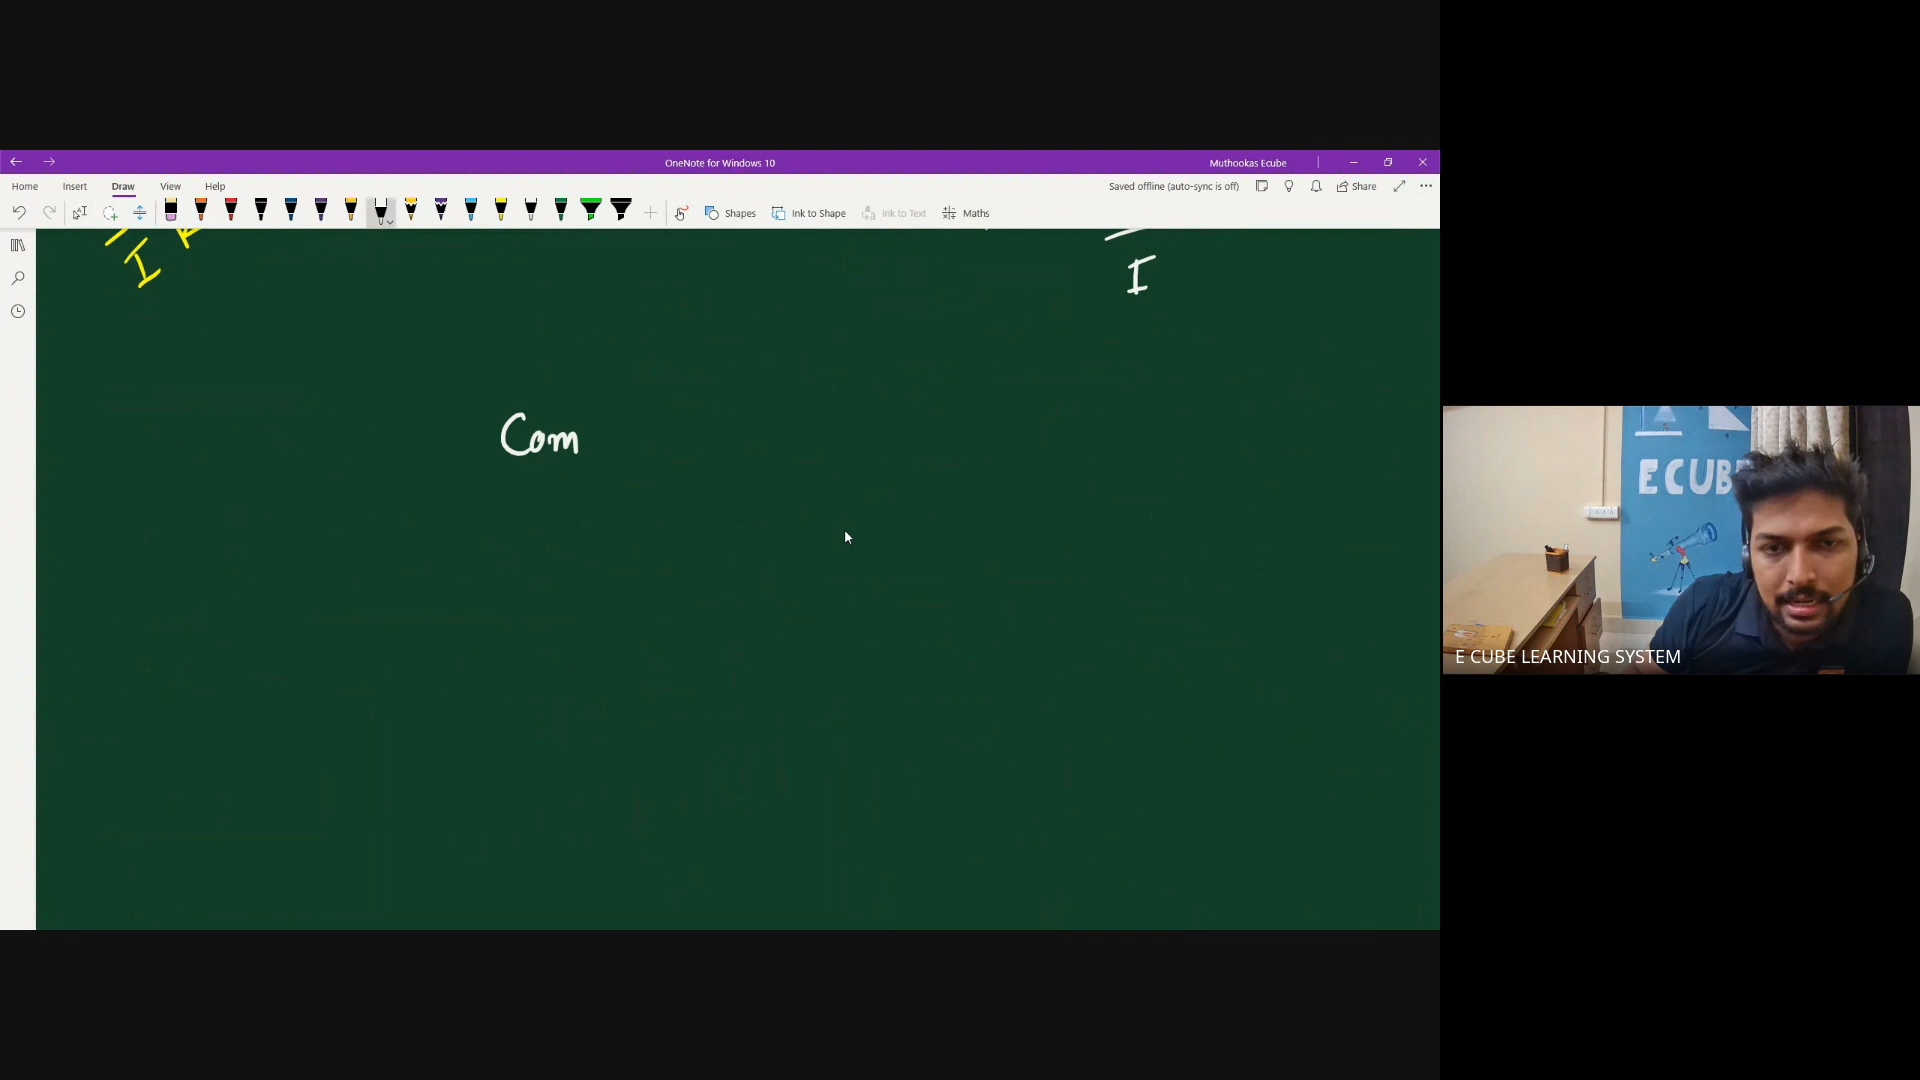 OneNote for Windows 10
Muthookas Ecube
Home Insert Draw View Help
Saved offline (auto-sync is off) Share
Shapes Ink to Shape Ink to Text Maths
I
I
Com
E CUBE
E CUBE LEARNING SYSTEM